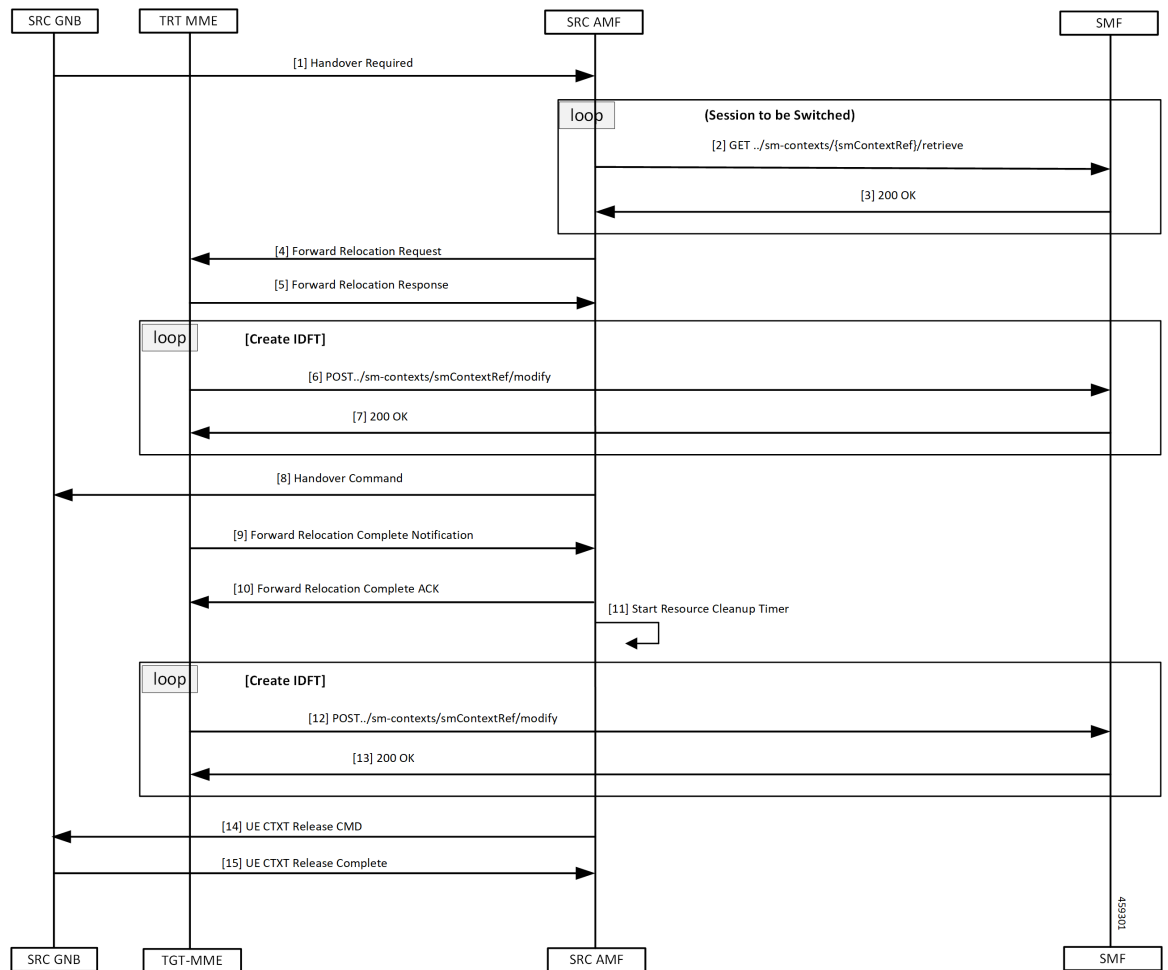 SRC GNB
TRT MME
SRC AMF
SMF
[1] Handover Required
loop
(Session to be Switched)
[2] GET ../sm-contexts/{smContextRef}/retrieve
[3] 200 OK
[4] Forward Relocation Request
[5] Forward Relocation Response
loop
[Create IDFT]
[6] POST../sm-contexts/smContextRef/modify
[7] 200 OK
[8] Handover Command
[9] Forward Relocation Complete Notification
[10] Forward Relocation Complete ACK
[11] Start Resource Cleanup Timer
loop
[Create IDFT]
[12] POST../sm-contexts/smContextRef/modify
[13] 200 OK
[14] UE CTXT Release CMD
[15] UE CTXT Release Complete
459301
SRC GNB
TGT-MME
SRC AMF
SMF